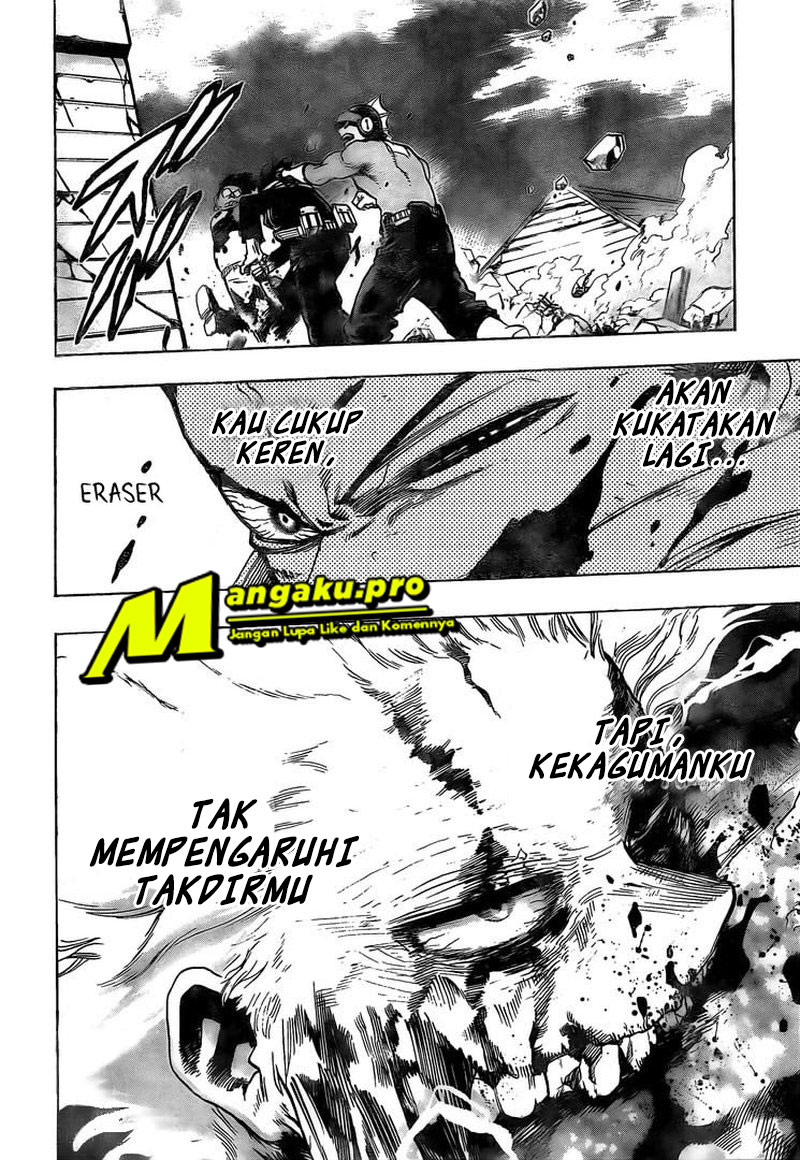 AKAN
KUKATAKAN
LAGI...
KAU CUKUP
KEREN,
ERASER
Mangaku.pro
Jangan Lupa Like dan Komennya
TAPI,
KEKAGUMANKU
TAK
MEMPENGARUHI
TAKDIRMU